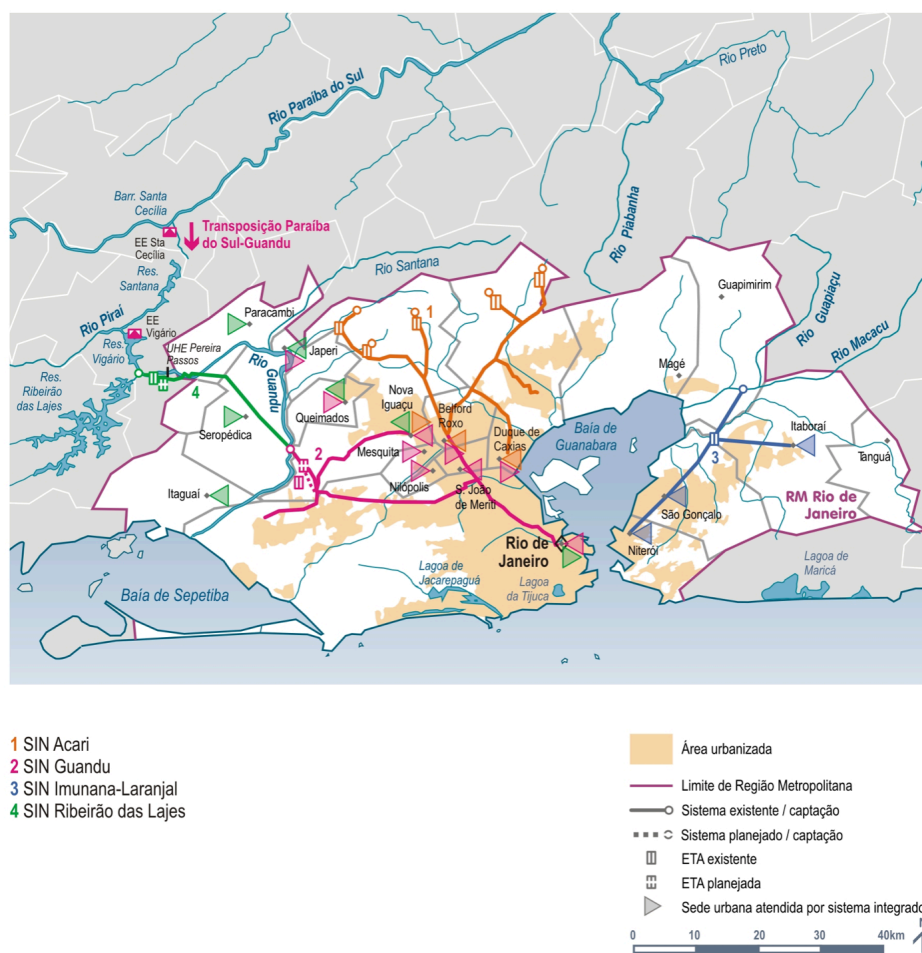 Rio Preto
Rio Paraíba do Sul
Barr. Santa
Cecília
Transposição Paraíba
do Sul-Guandu
EE Sta
Cecília
Res.
Santana
Rio Santana
Rio Piabanha
Rio Guapiaçu
Rio Macacu
Guapimirim
Rio Piraí
EE
Vigário
Res.
Vigário
UHE Pereira
Passos
Paracambi
Rio Guandu
Japeri
1
Res.
Ribeirão
das Lajes
4
Seropédica
Queimados
Nova
Iguaçu
Belford
Roxo
Duque de
Caxias
Baía de
Guanabara
Magé
Itaboraí
3
Tanguá
Mesquita
2
Nilópolis
S. João
de Meriti
Itaguaí
São Gonçalo
RM Rio de
Janeiro
Niterói
Rio de
Janeiro
Lagoa de
Jacarepaguá
Lagoa
da Tijuca
Lagoa de
Maricá
Baía de Sepetiba
1 SIN Acari
2 SIN Guandu
3 SIN Imunana-Laranjal
4 SIN Ribeirão das Lajes
Área urbanizada
Limite de Região Metropolitana
Sistema existente / captação
Sistema planejado / captação
ETA existente
ETA planejada
Sede urbana atendida por sistema integrado
0 10 20 30 40km